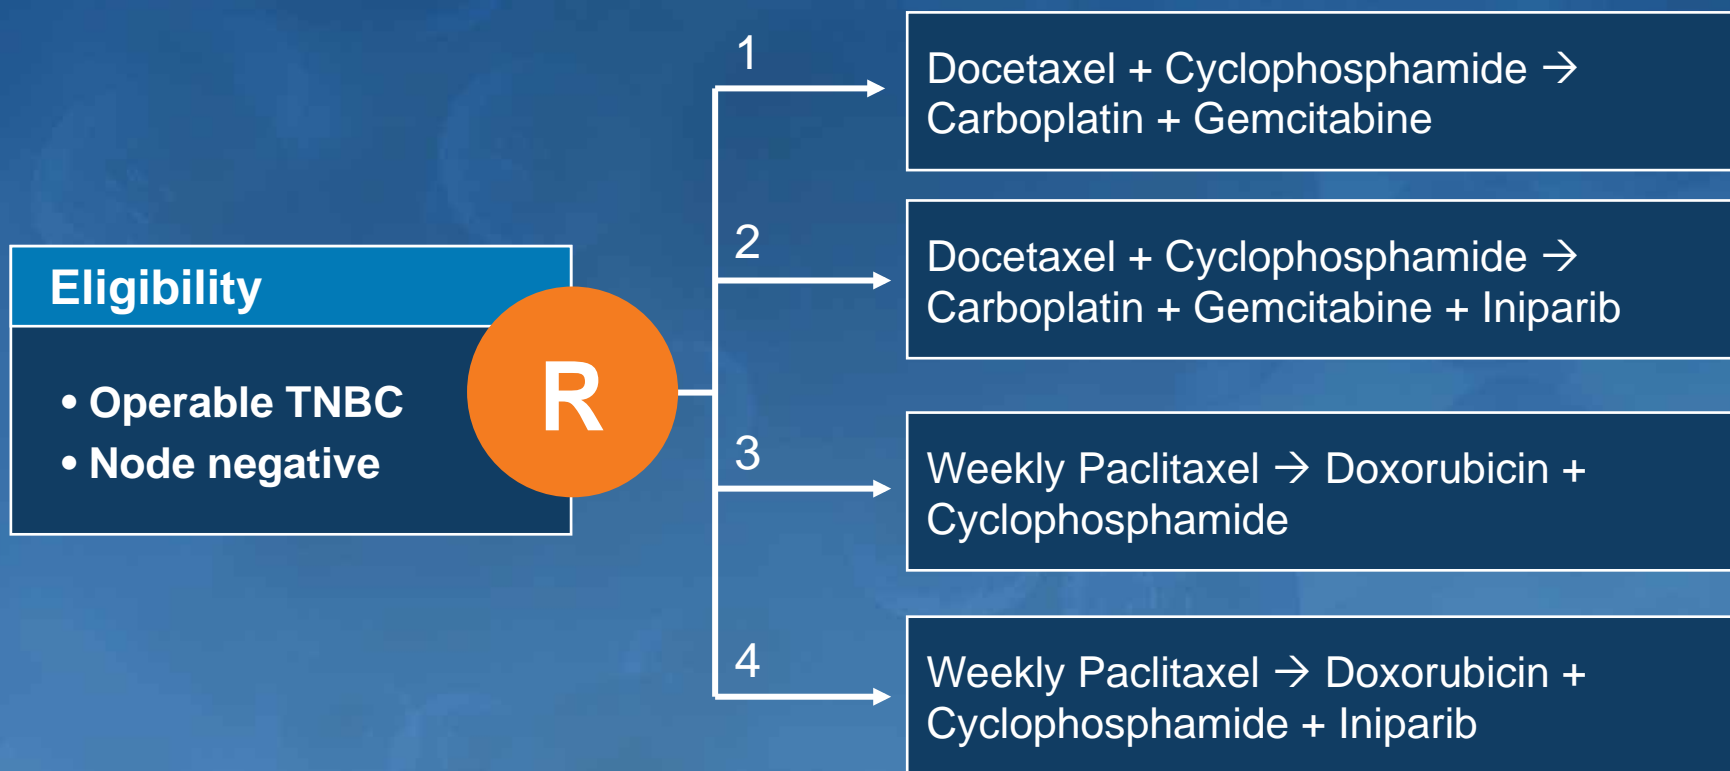 Eligibility
• Operable TNBC
• Node negative
R
1
Docetaxel + Cyclophosphamide →
Carboplatin + Gemcitabine
2
Docetaxel + Cyclophosphamide →
Carboplatin + Gemcitabine + Iniparib
3
Weekly Paclitaxel → Doxorubicin +
Cyclophosphamide
4
Weekly Paclitaxel → Doxorubicin +
Cyclophosphamide + Iniparib